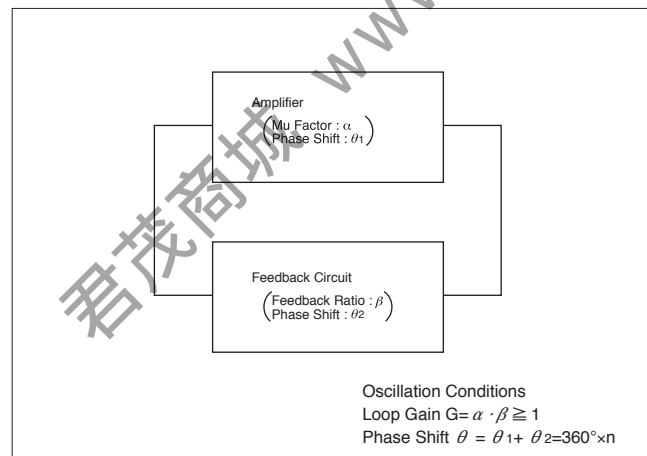 君茂商城 www
Amplifier
(Mu Factor : α
Phase Shift : θ1)
Feedback Circuit
(Feedback Ratio : β
Phase Shift : θ2)
Oscillation Conditions
Loop Gain G= α · β ≧ 1
Phase Shift θ = θ1+ θ2=360°×n